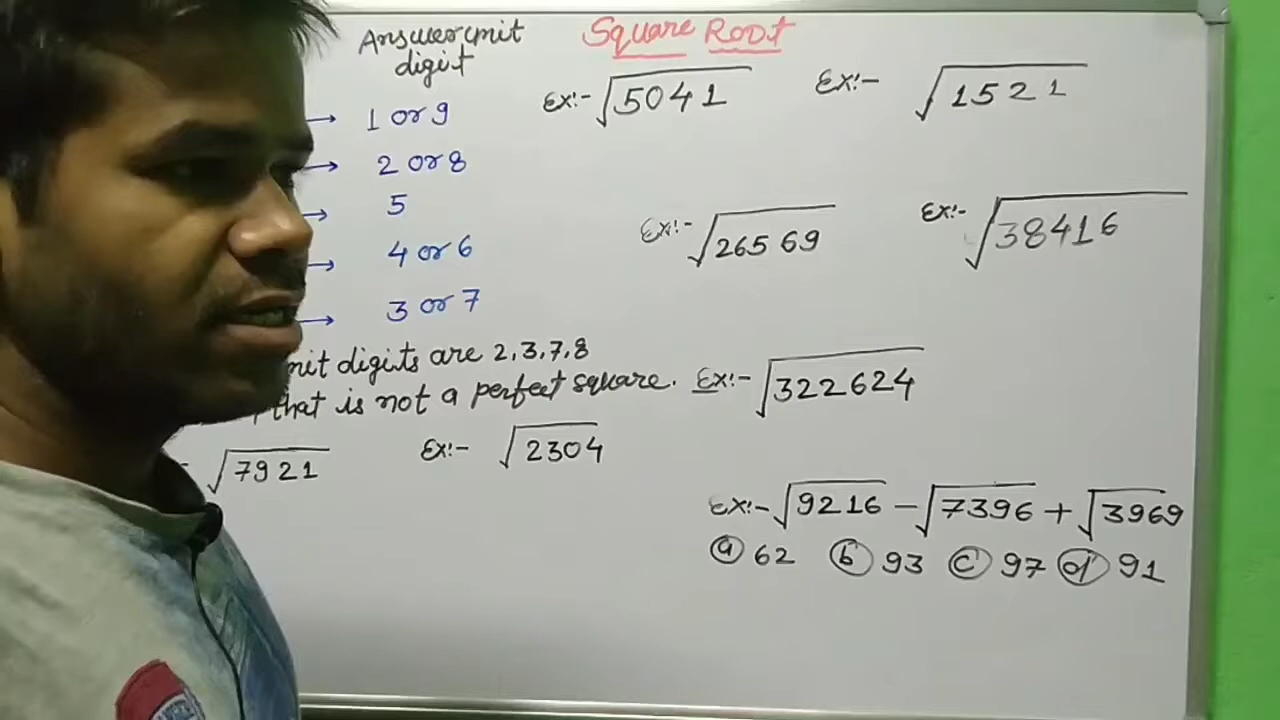 Answer unit
digit
Square Root
→ 1 or 9
→ 2 or 8
→ 5
→ 4 or 6
→ 3 or 7
Ex:- √5041
Ex:- √1521
Ex:- √26569
Ex:- √38416
digits are 2,3,7,8
that is not a perfect square.
Ex:- √322624
√7921
Ex:- √2304
Ex:- √9216 - √7396 + √3969
(a) 62 (b) 93 (c) 97 (d) 91